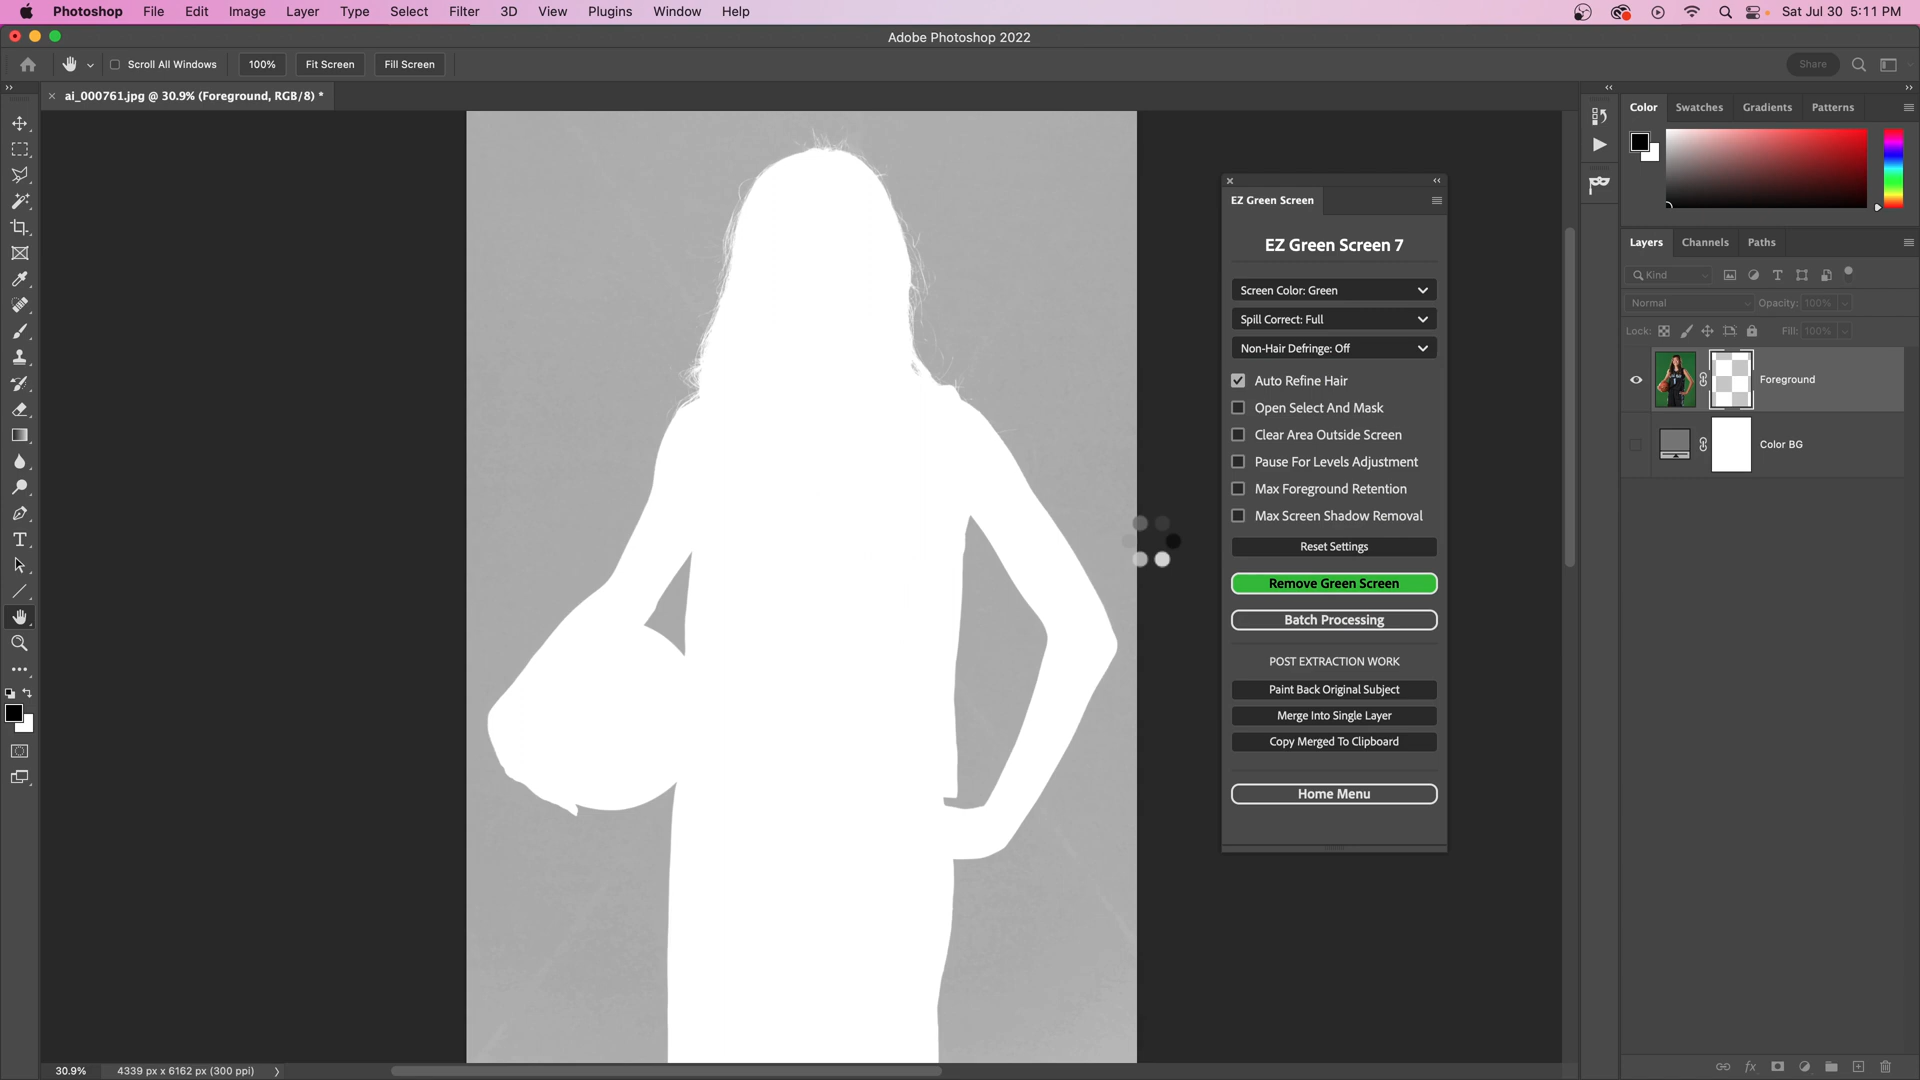 Photoshop File Edit Image Layer Type Select Filter 3D View Plugins Window Help Sat Jul 30 5:11 PM
Adobe Photoshop 2022
Scroll All Windows 100% Fit Screen Fill Screen Share
ai_000761.jpg @ 30.9% (Foreground, RGB/8) *
Color Swatches Gradients Patterns
EZ Green Screen
EZ Green Screen 7
Screen Color: Green
Spill Correct: Full
Non-Hair Defringe: Off
Auto Refine Hair
Open Select And Mask
Clear Area Outside Screen
Pause For Levels Adjustment
Max Foreground Retention
Max Screen Shadow Removal
Reset Settings
Remove Green Screen
Batch Processing
POST EXTRACTION WORK
Paint Back Original Subject
Merge Into Single Layer
Copy Merged To Clipboard
Home Menu
Layers Channels Paths
Kind
Normal Opacity: 100%
Lock: Fill: 100%
Foreground
Color BG
30.9% 4339 px x 6162 px (300 ppi)
fx